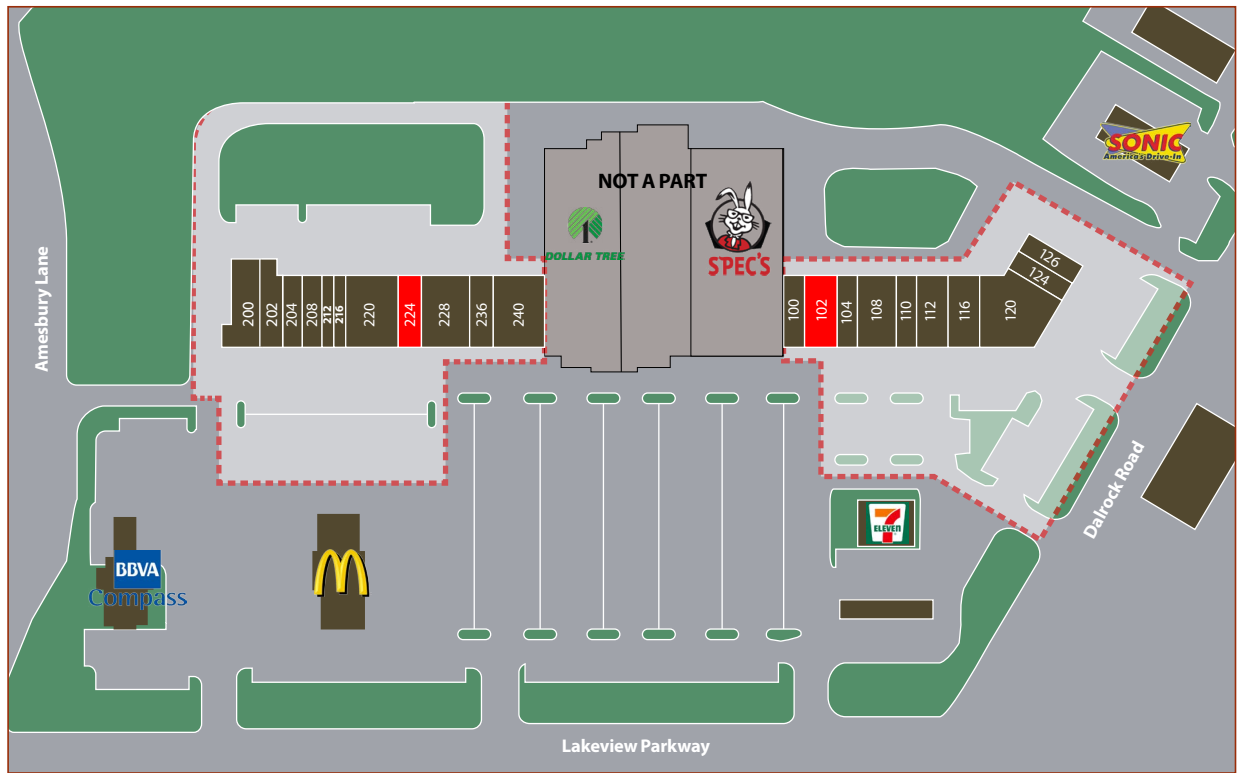 SONIC
America's Drive-In
NOT A PART
DOLLAR TREE
1
SPEC'S
Amesbury Lane
200
202
204
208
212
216
220
224
228
236
240
100
102
104
108
110
112
116
120
124
126
Dalrock Road
7
ELEVEN
BBVA
Compass
M
Lakeview Parkway